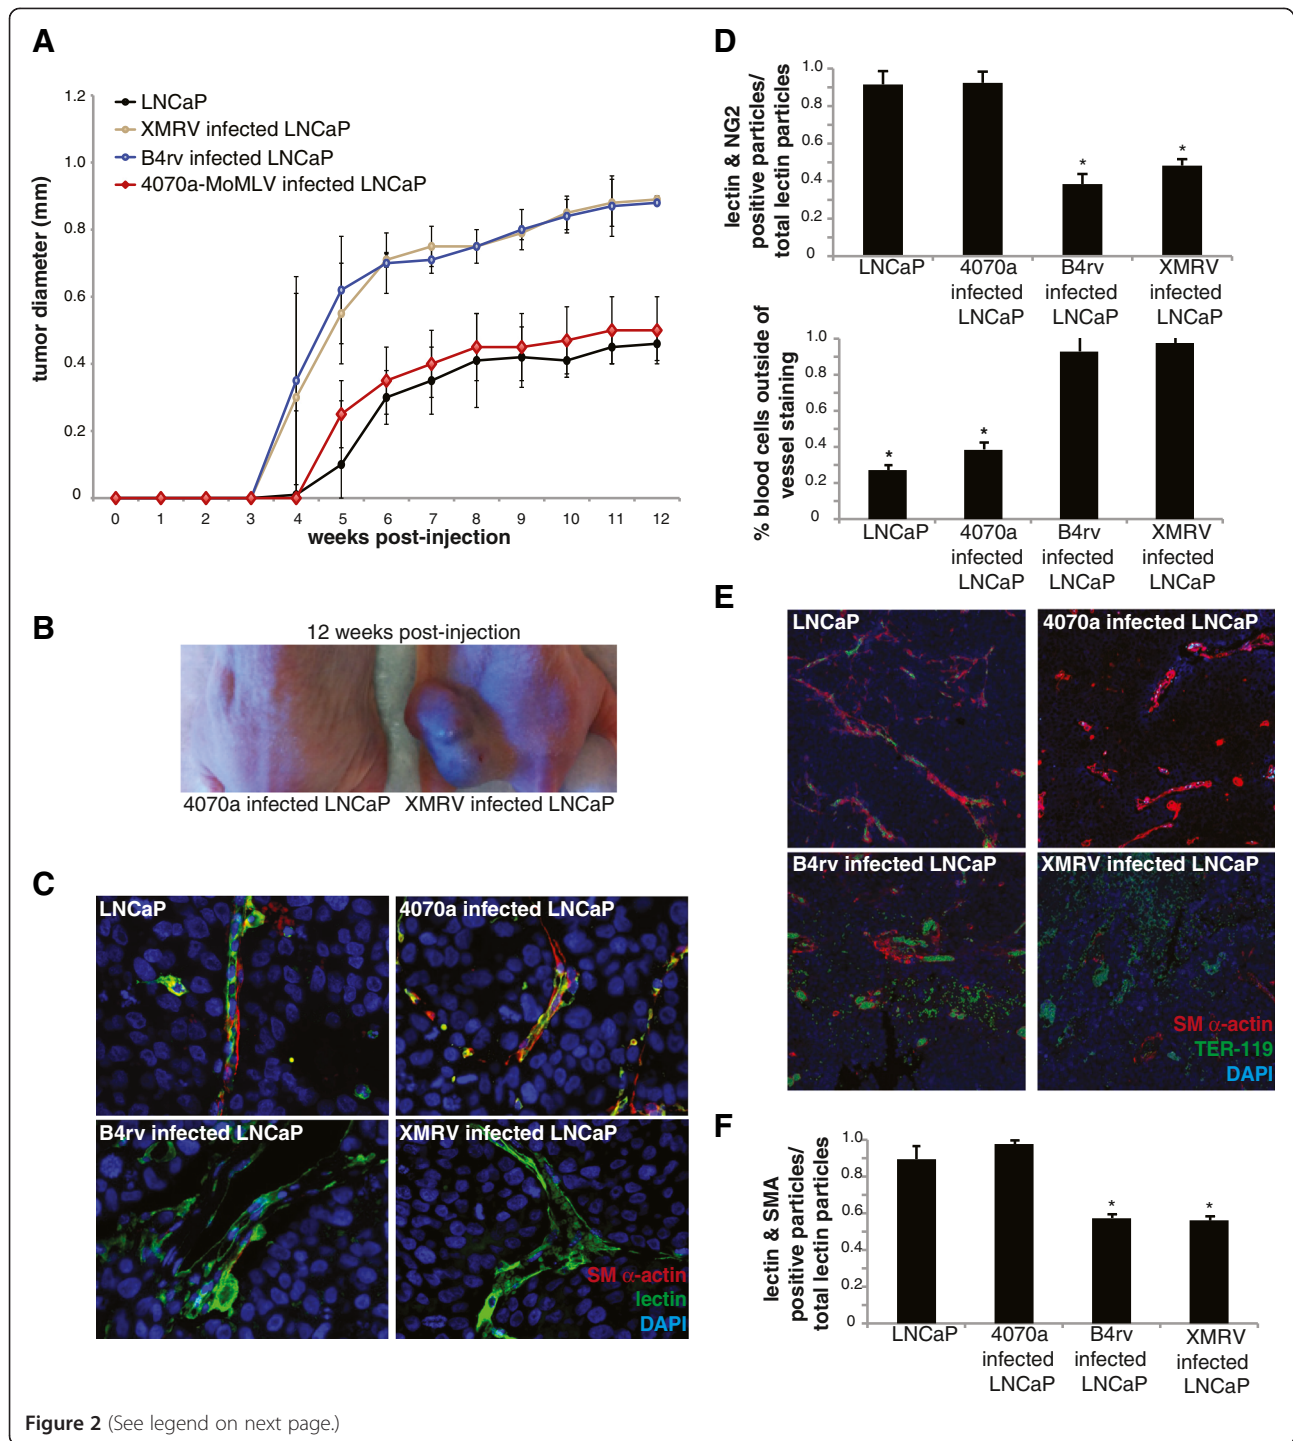 A
1.2
1.0
0.8
0.6
0.4
0.2
0
tumor diameter (mm)
LNCaP
XMRV infected LNCaP
B4rv infected LNCaP
4070a-MoMLV infected LNCaP
0 1 2 3 4 5 6 7 8 9 10 11 12
weeks post-injection
B
12 weeks post-injection
4070a infected LNCaP XMRV infected LNCaP
C
LNCaP
4070a infected LNCaP
B4rv infected LNCaP
XMRV infected LNCaP
SM α-actin
lectin
DAPI
D
lectin & NG2
positive particles/
total lectin particles
1.0
0.8
0.6
0.4
0.2
0
* *
LNCaP 4070a B4rv XMRV
infected infected infected
LNCaP LNCaP LNCaP
% blood cells outside of
vessel staining
1.0
0.8
0.6
0.4
0.2
0
* *
LNCaP 4070a B4rv XMRV
infected infected infected
LNCaP LNCaP LNCaP
E
LNCaP
4070a infected LNCaP
B4rv infected LNCaP
XMRV infected LNCaP
SM α-actin
TER-119
DAPI
F
lectin & SMA
positive particles/
total lectin particles
1.0
0.8
0.6
0.4
0.2
0
* *
LNCaP 4070a B4rv XMRV
infected infected infected
LNCaP LNCaP LNCaP
Figure 2 (See legend on next page.)